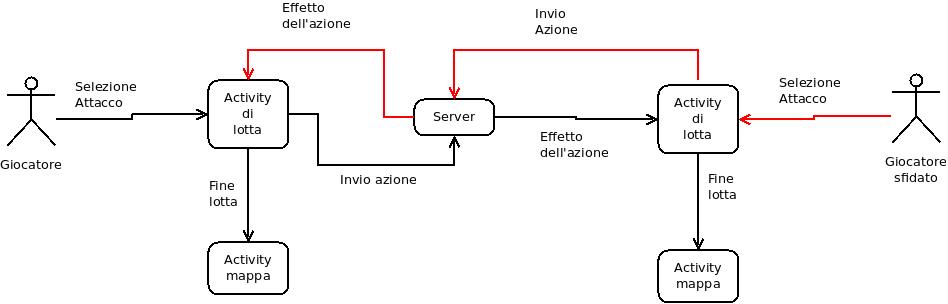 Effetto
dell'azione
Invio
Azione
Selezione
Attacco
Selezione
Attacco
Activity
di
lotta
Server
Activity
di
lotta
Giocatore
Effetto
dell'azione
Giocatore
sfidato
Invio azione
Fine
lotta
Fine
lotta
Activity
mappa
Activity
mappa